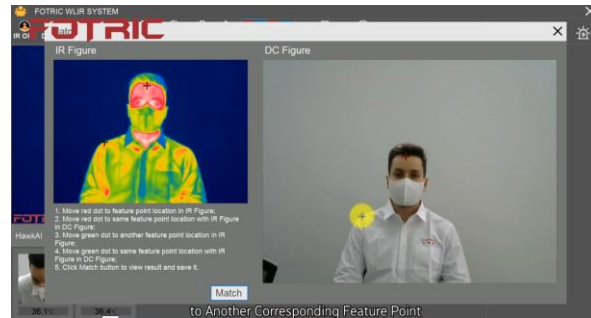 FOTRIC WLIR SYSTEM
FOTRIC
IR Figure
DC Figure
1. Move red dot to feature point location in IR Figure;
2. Move red dot to same feature point location with IR Figure
in DC Figure;
3. Move green dot to another feature point location in IR
Figure;
4. Move green dot to same feature point location with IR
Figure in DC Figure;
5. Click Match button to view result and save it.
HawkAI
Match
36.1℃
36.4℃
to Another Corresponding Feature Point